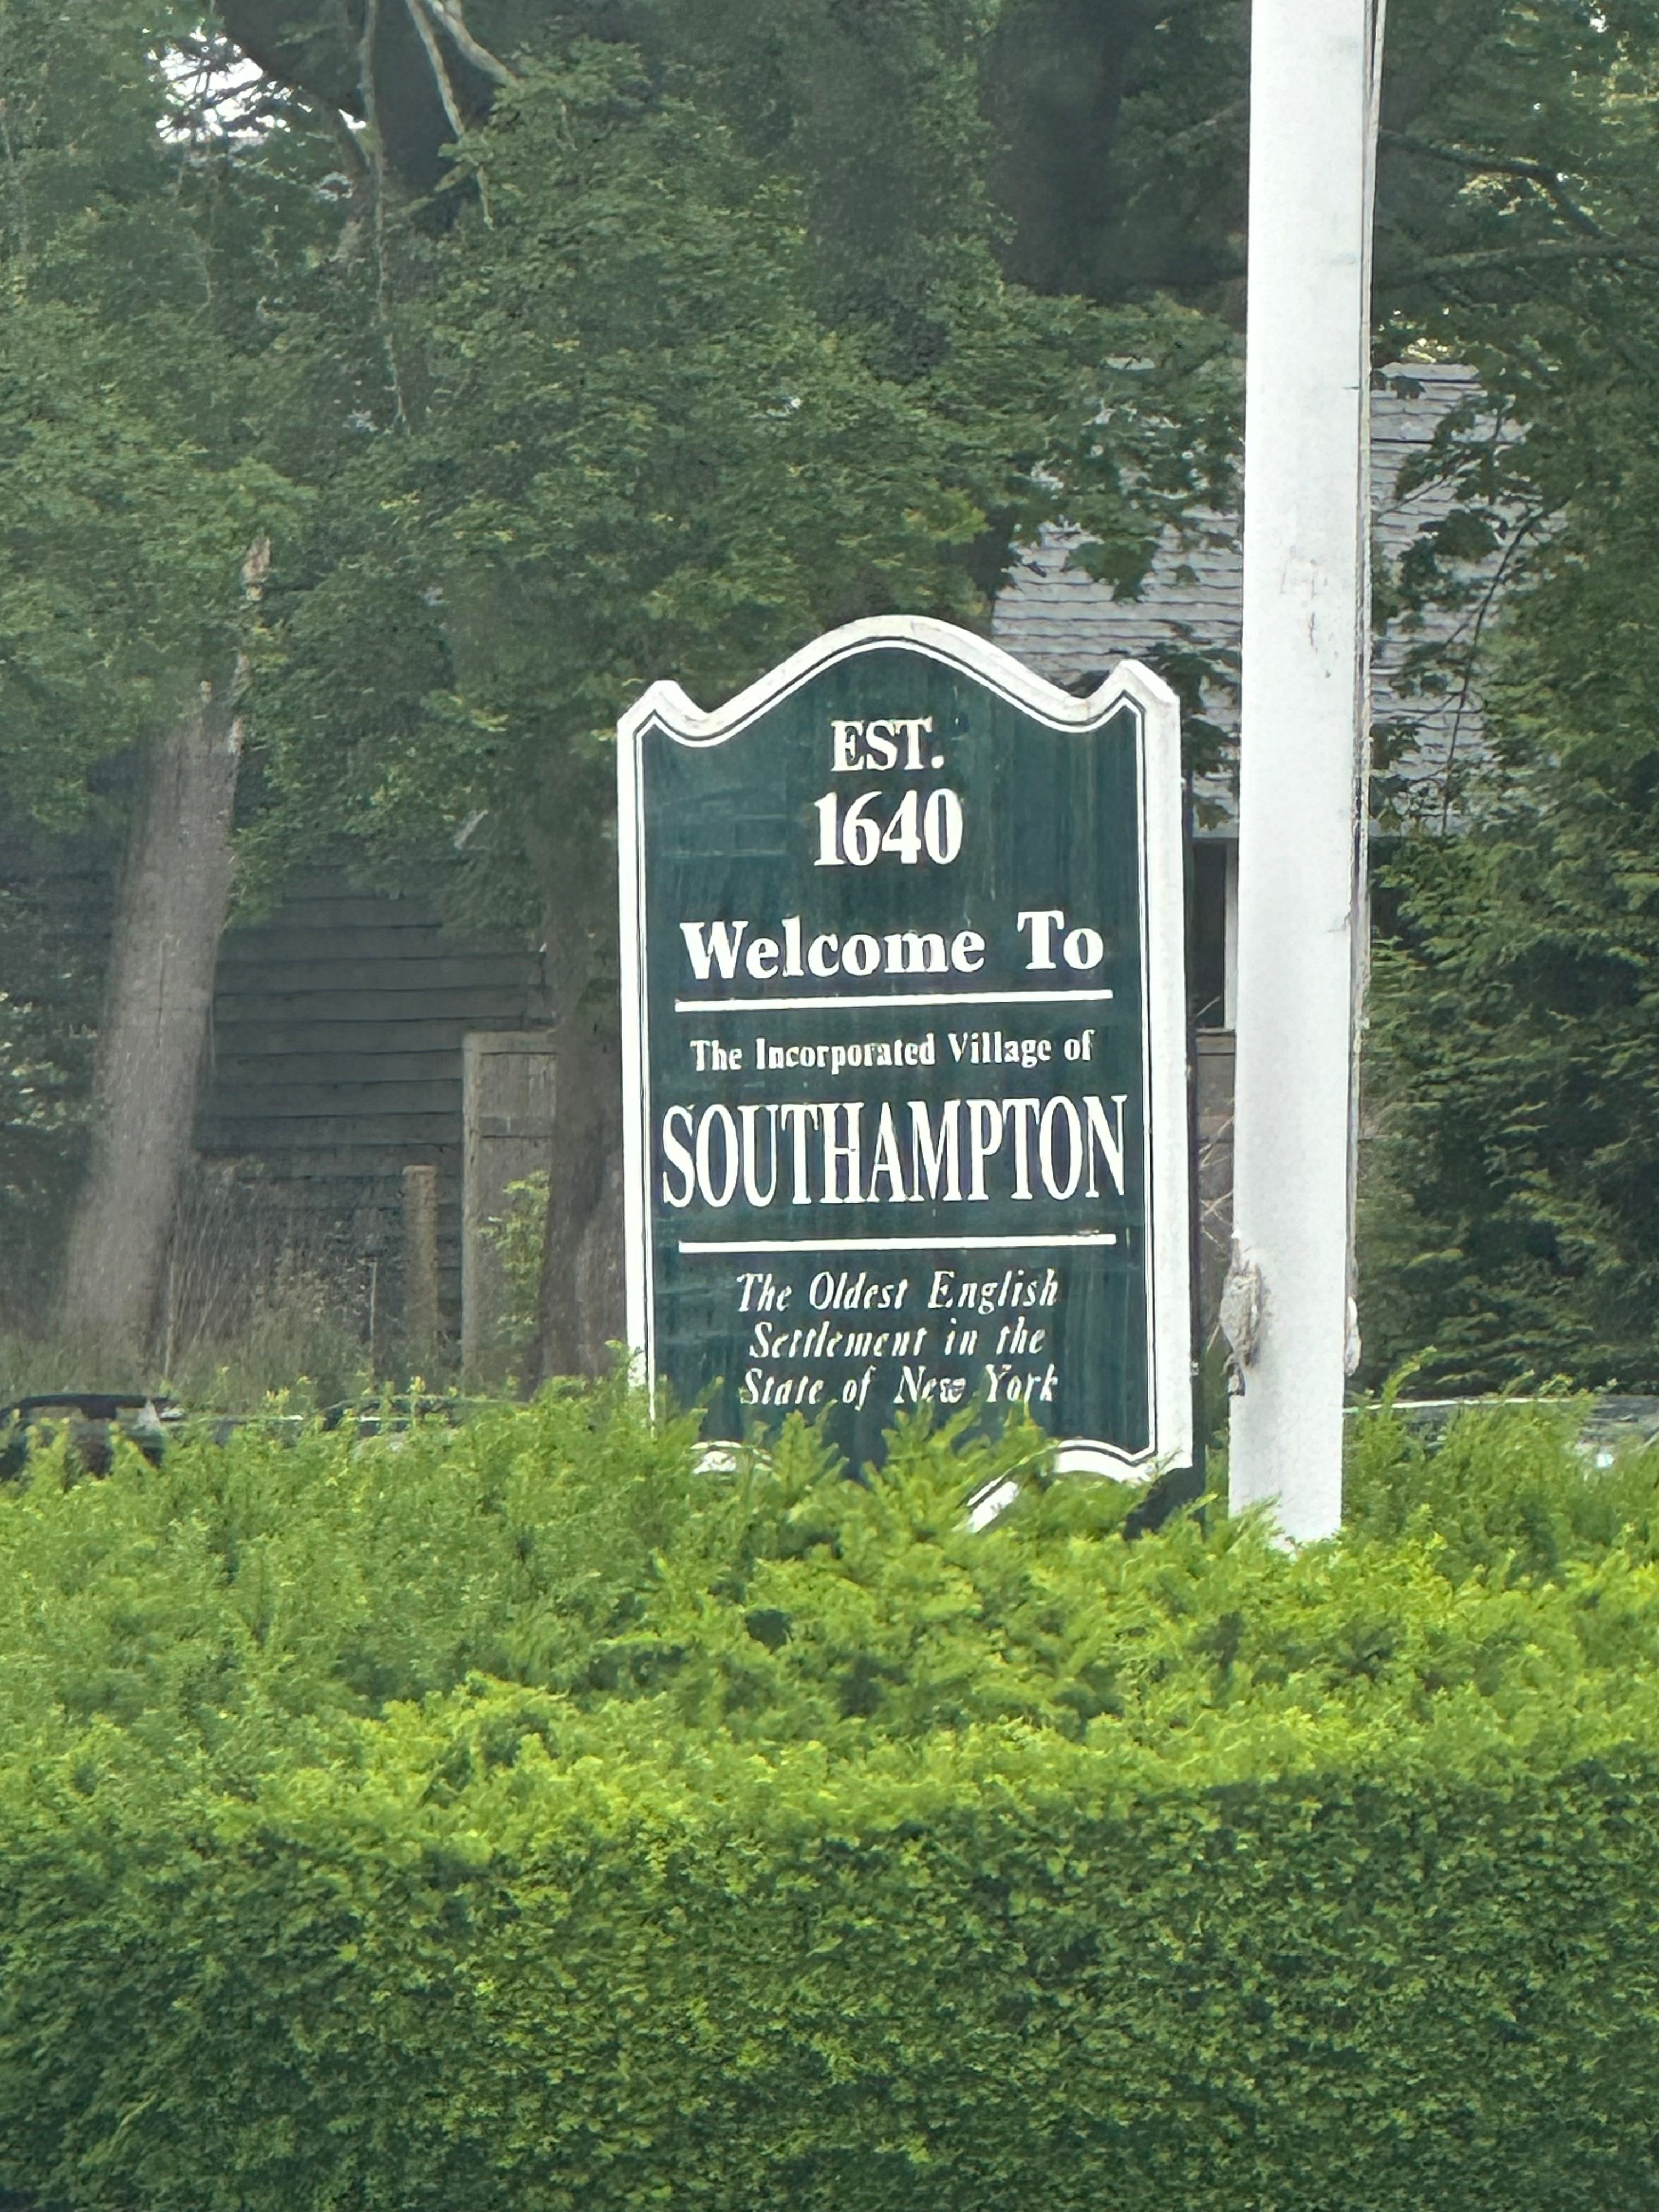 EST.
1640
Welcome To
The Incorporated Village of
SOUTHAMPTON
The Oldest English
Settlement in the
State of New York